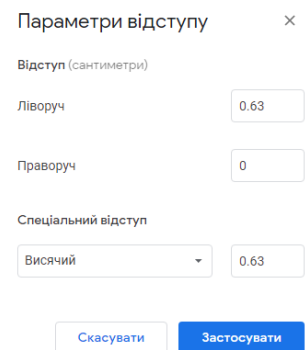 Параметри відступу
Відступ (сантиметри)
Ліворуч 0.63
Праворуч 0
Спеціальний відступ
Висячий 0.63
Скасувати Застосувати